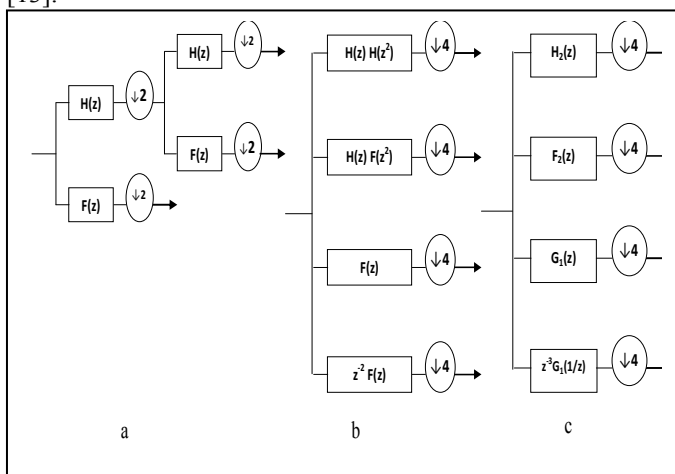 [15].
H(z) ↓2
H(z) ↓2
F(z) ↓2
F(z) ↓2
a
H(z) H(z²) ↓4
H(z) F(z²) ↓4
F(z) ↓4
z⁻² F(z) ↓4
b
H₂(z) ↓4
F₂(z) ↓4
G₁(z) ↓4
z⁻³G₁(1/z) ↓4
c